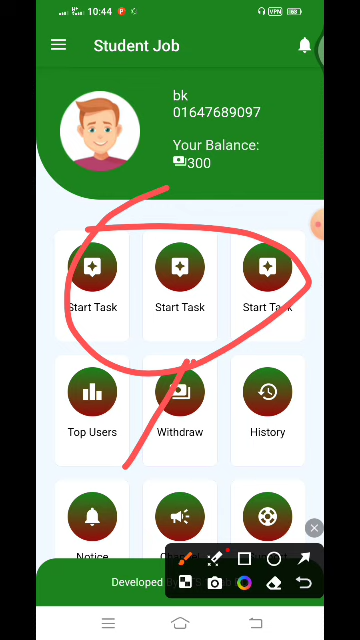 10:44
P
VPN
Student Job
bk
01647689097
Your Balance:
300
Start Task
Start Task
Start Task
Top Users
Withdraw
History
Notice
Developed